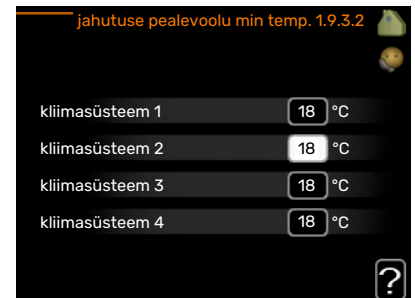 jahutuse pealevoolu min temp. 1.9.3.2
kliimasüsteem 1 18 °C
kliimasüsteem 2 18 °C
kliimasüsteem 3 18 °C
kliimasüsteem 4 18 °C
?